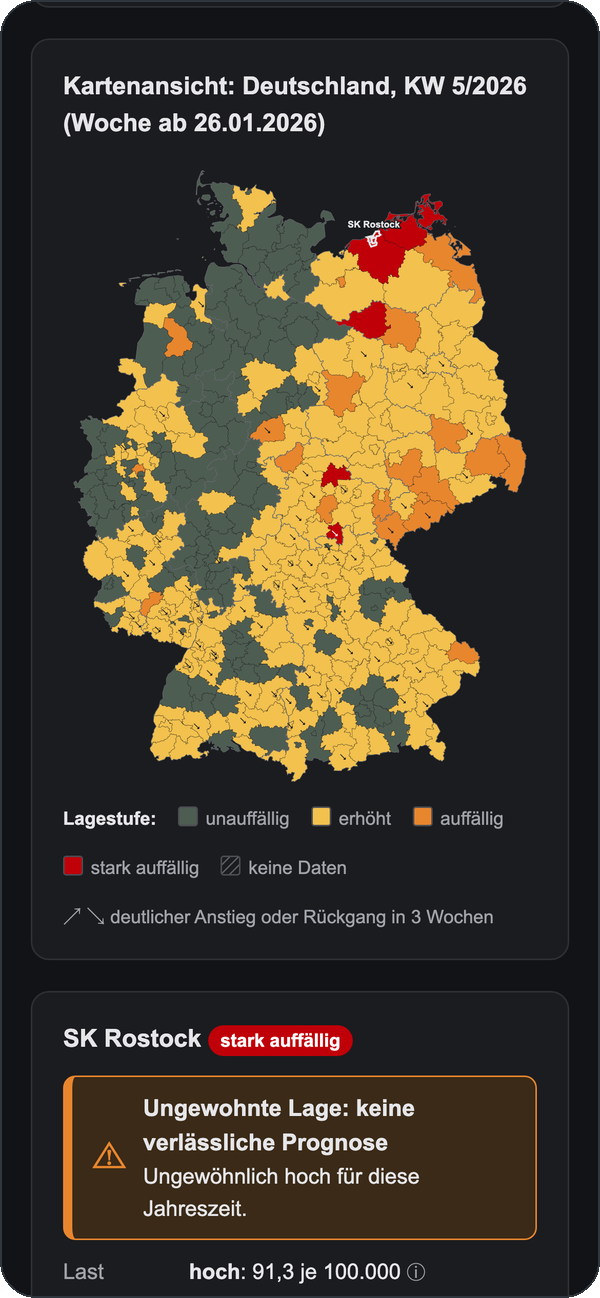 Kartenansicht: Deutschland, KW 5/2026
(Woche ab 26.01.2026)
SK Rostock
Lagestufe: unauffällig erhöht auffällig
stark auffällig keine Daten
↗ ↘ deutlicher Anstieg oder Rückgang in 3 Wochen
SK Rostock stark auffällig
Ungewohnte Lage: keine
verlässliche Prognose
Ungewöhnlich hoch für diese
Jahreszeit.
Last hoch: 91,3 je 100.000 ⓘ